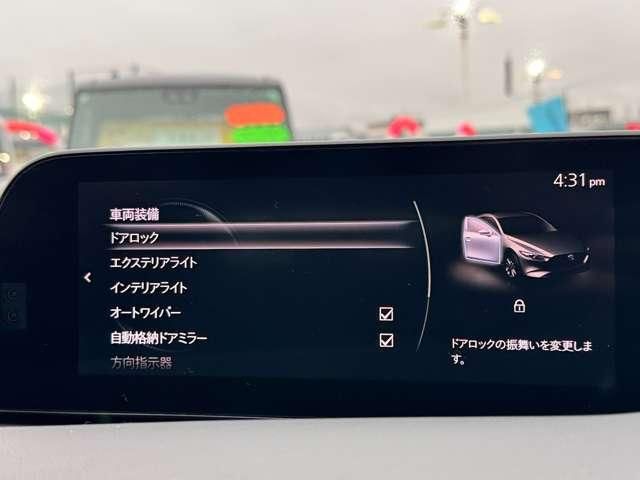 4:31 pm
車両装備
ドアロック
エクステリアライト
インテリアライト
オートワイパー
自動格納ドアミラー
方向指示器
ドアロックの振舞いを変更しま
す。